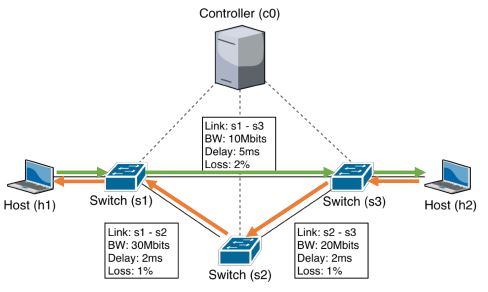 Controller (c0)
Link: s1 - s3
BW: 10Mbits
Delay: 5ms
Loss: 2%
Host (h1)
Switch (s1)
Switch (s3)
Host (h2)
Link: s1 - s2
BW: 30Mbits
Delay: 2ms
Loss: 1%
Switch (s2)
Link: s2 - s3
BW: 20Mbits
Delay: 2ms
Loss: 1%